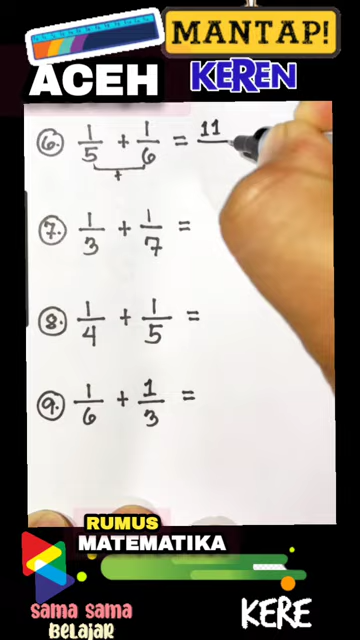 MANTAP!
ACEH KEREN
6. 1/5 + 1/6 = 11
+
7. 1/3 + 1/7 =
8. 1/4 + 1/5 =
9. 1/6 + 1/3 =
RUMUS
MATEMATIKA
sama sama
BeLAJAR
KERE